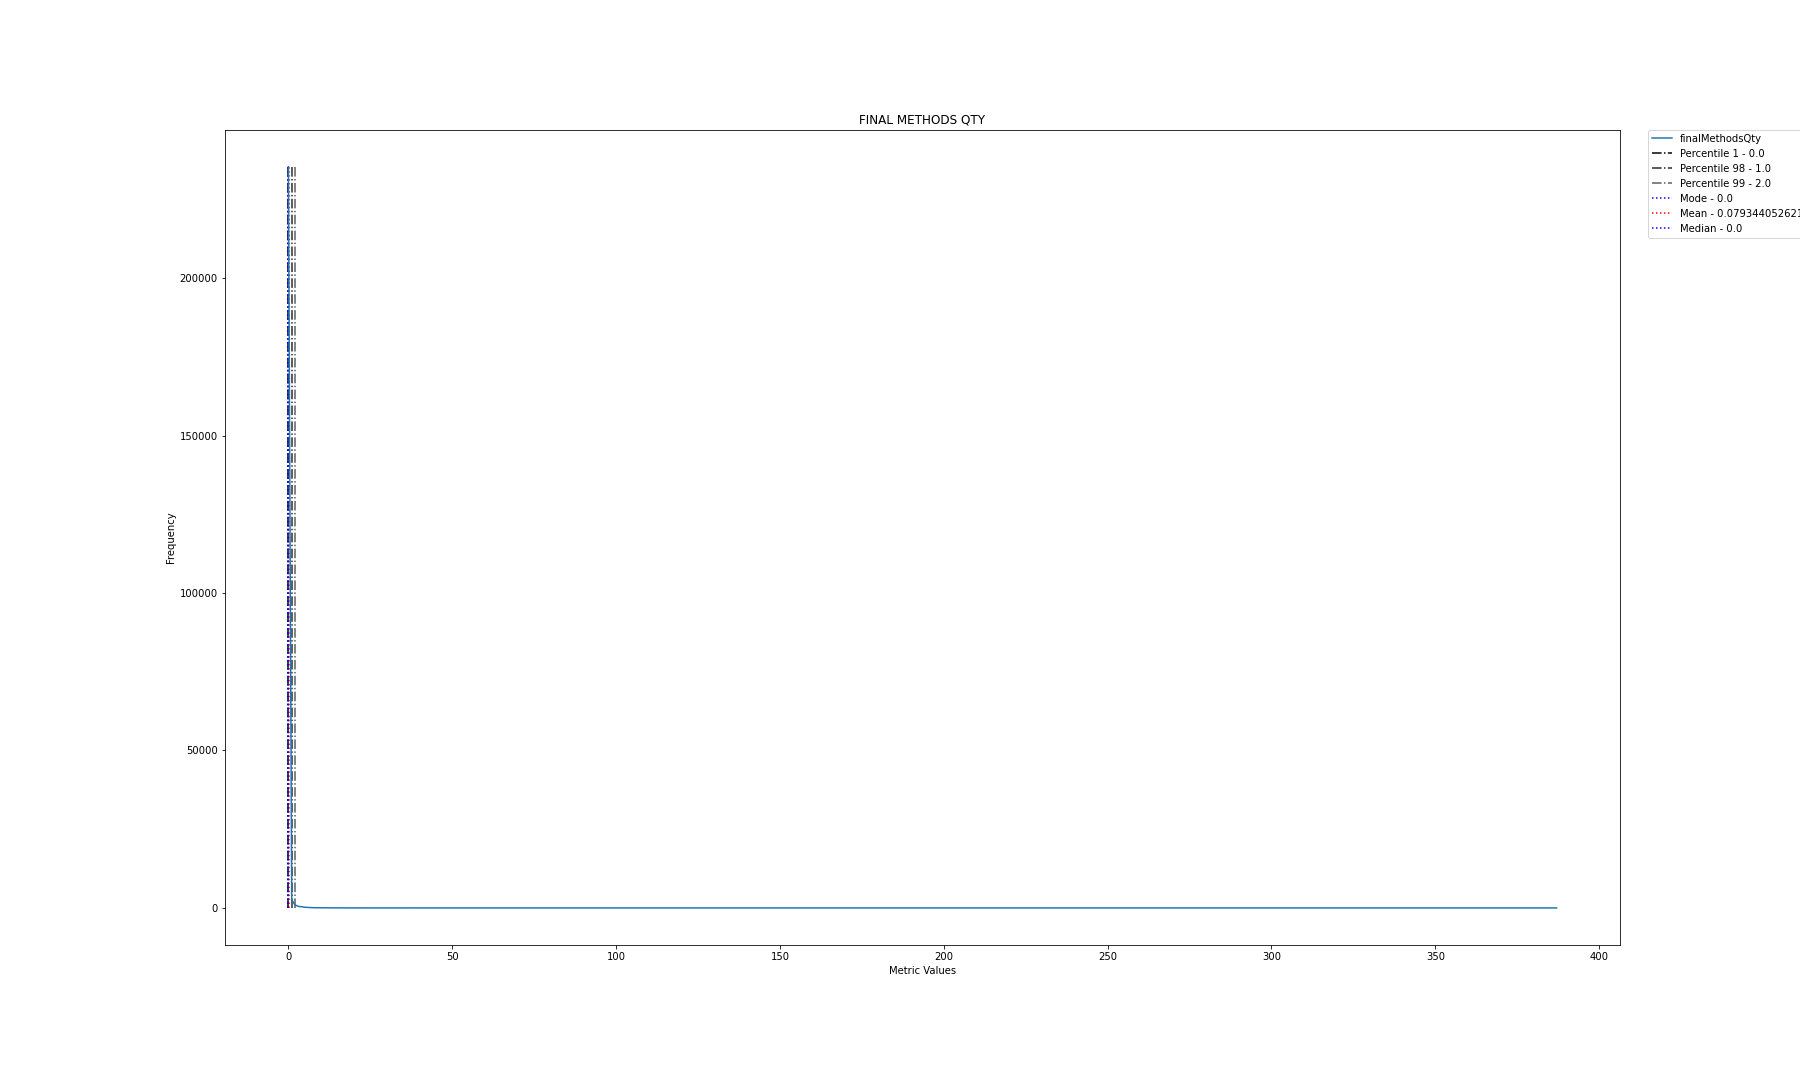 FINAL METHODS QTY
finalMethodsQty
Percentile 1 - 0.0
Percentile 98 - 1.0
Percentile 99 - 2.0
Mode - 0.0
Mean - 0.079344052621
Median - 0.0
Frequency
200000
150000
100000
50000
0
0 50 100 150 200 250 300 350 400
Metric Values